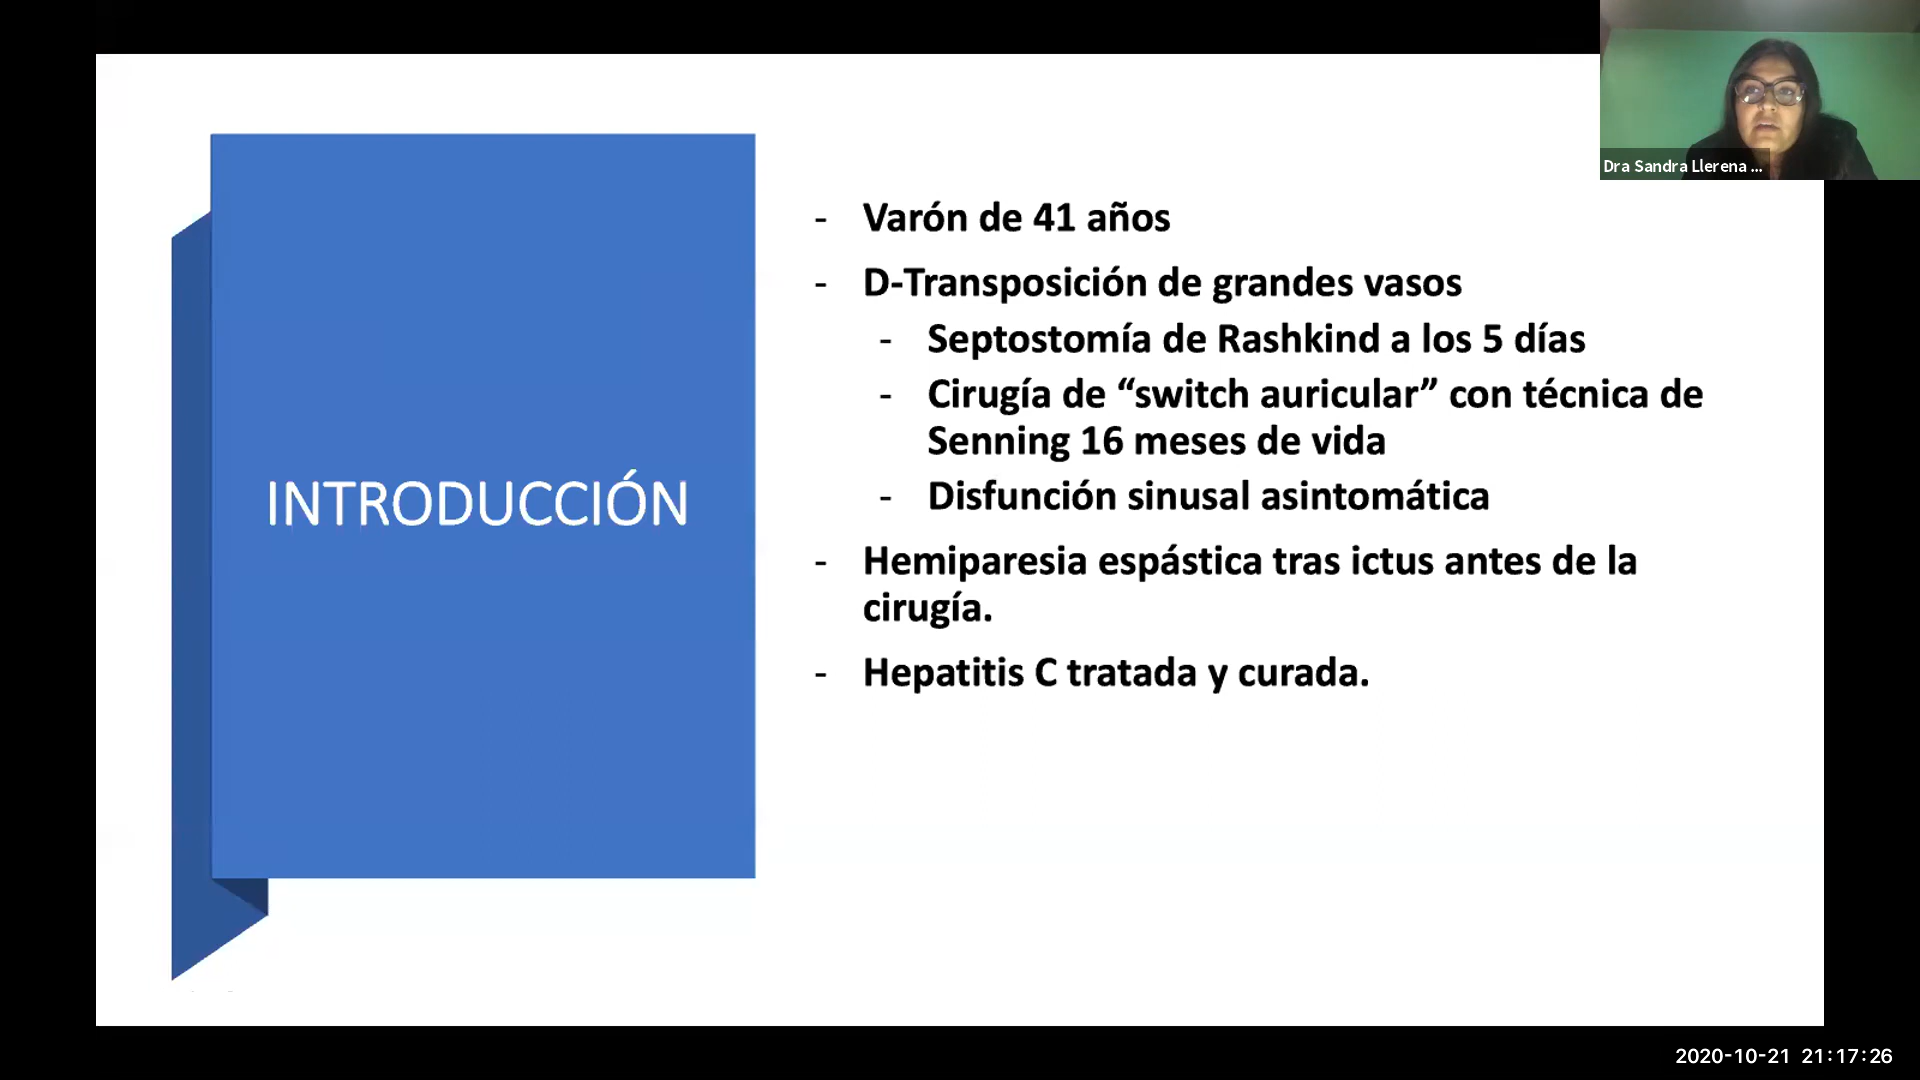 Dra Sandra Llerena ...
INTRODUCCIÓN
- Varón de 41 años
- D-Transposición de grandes vasos
- Septostomía de Rashkind a los 5 días
- Cirugía de “switch auricular” con técnica de
Senning 16 meses de vida
- Disfunción sinusal asintomática
- Hemiparesia espástica tras ictus antes de la
cirugía.
- Hepatitis C tratada y curada.
2020-10-21 21:17:26